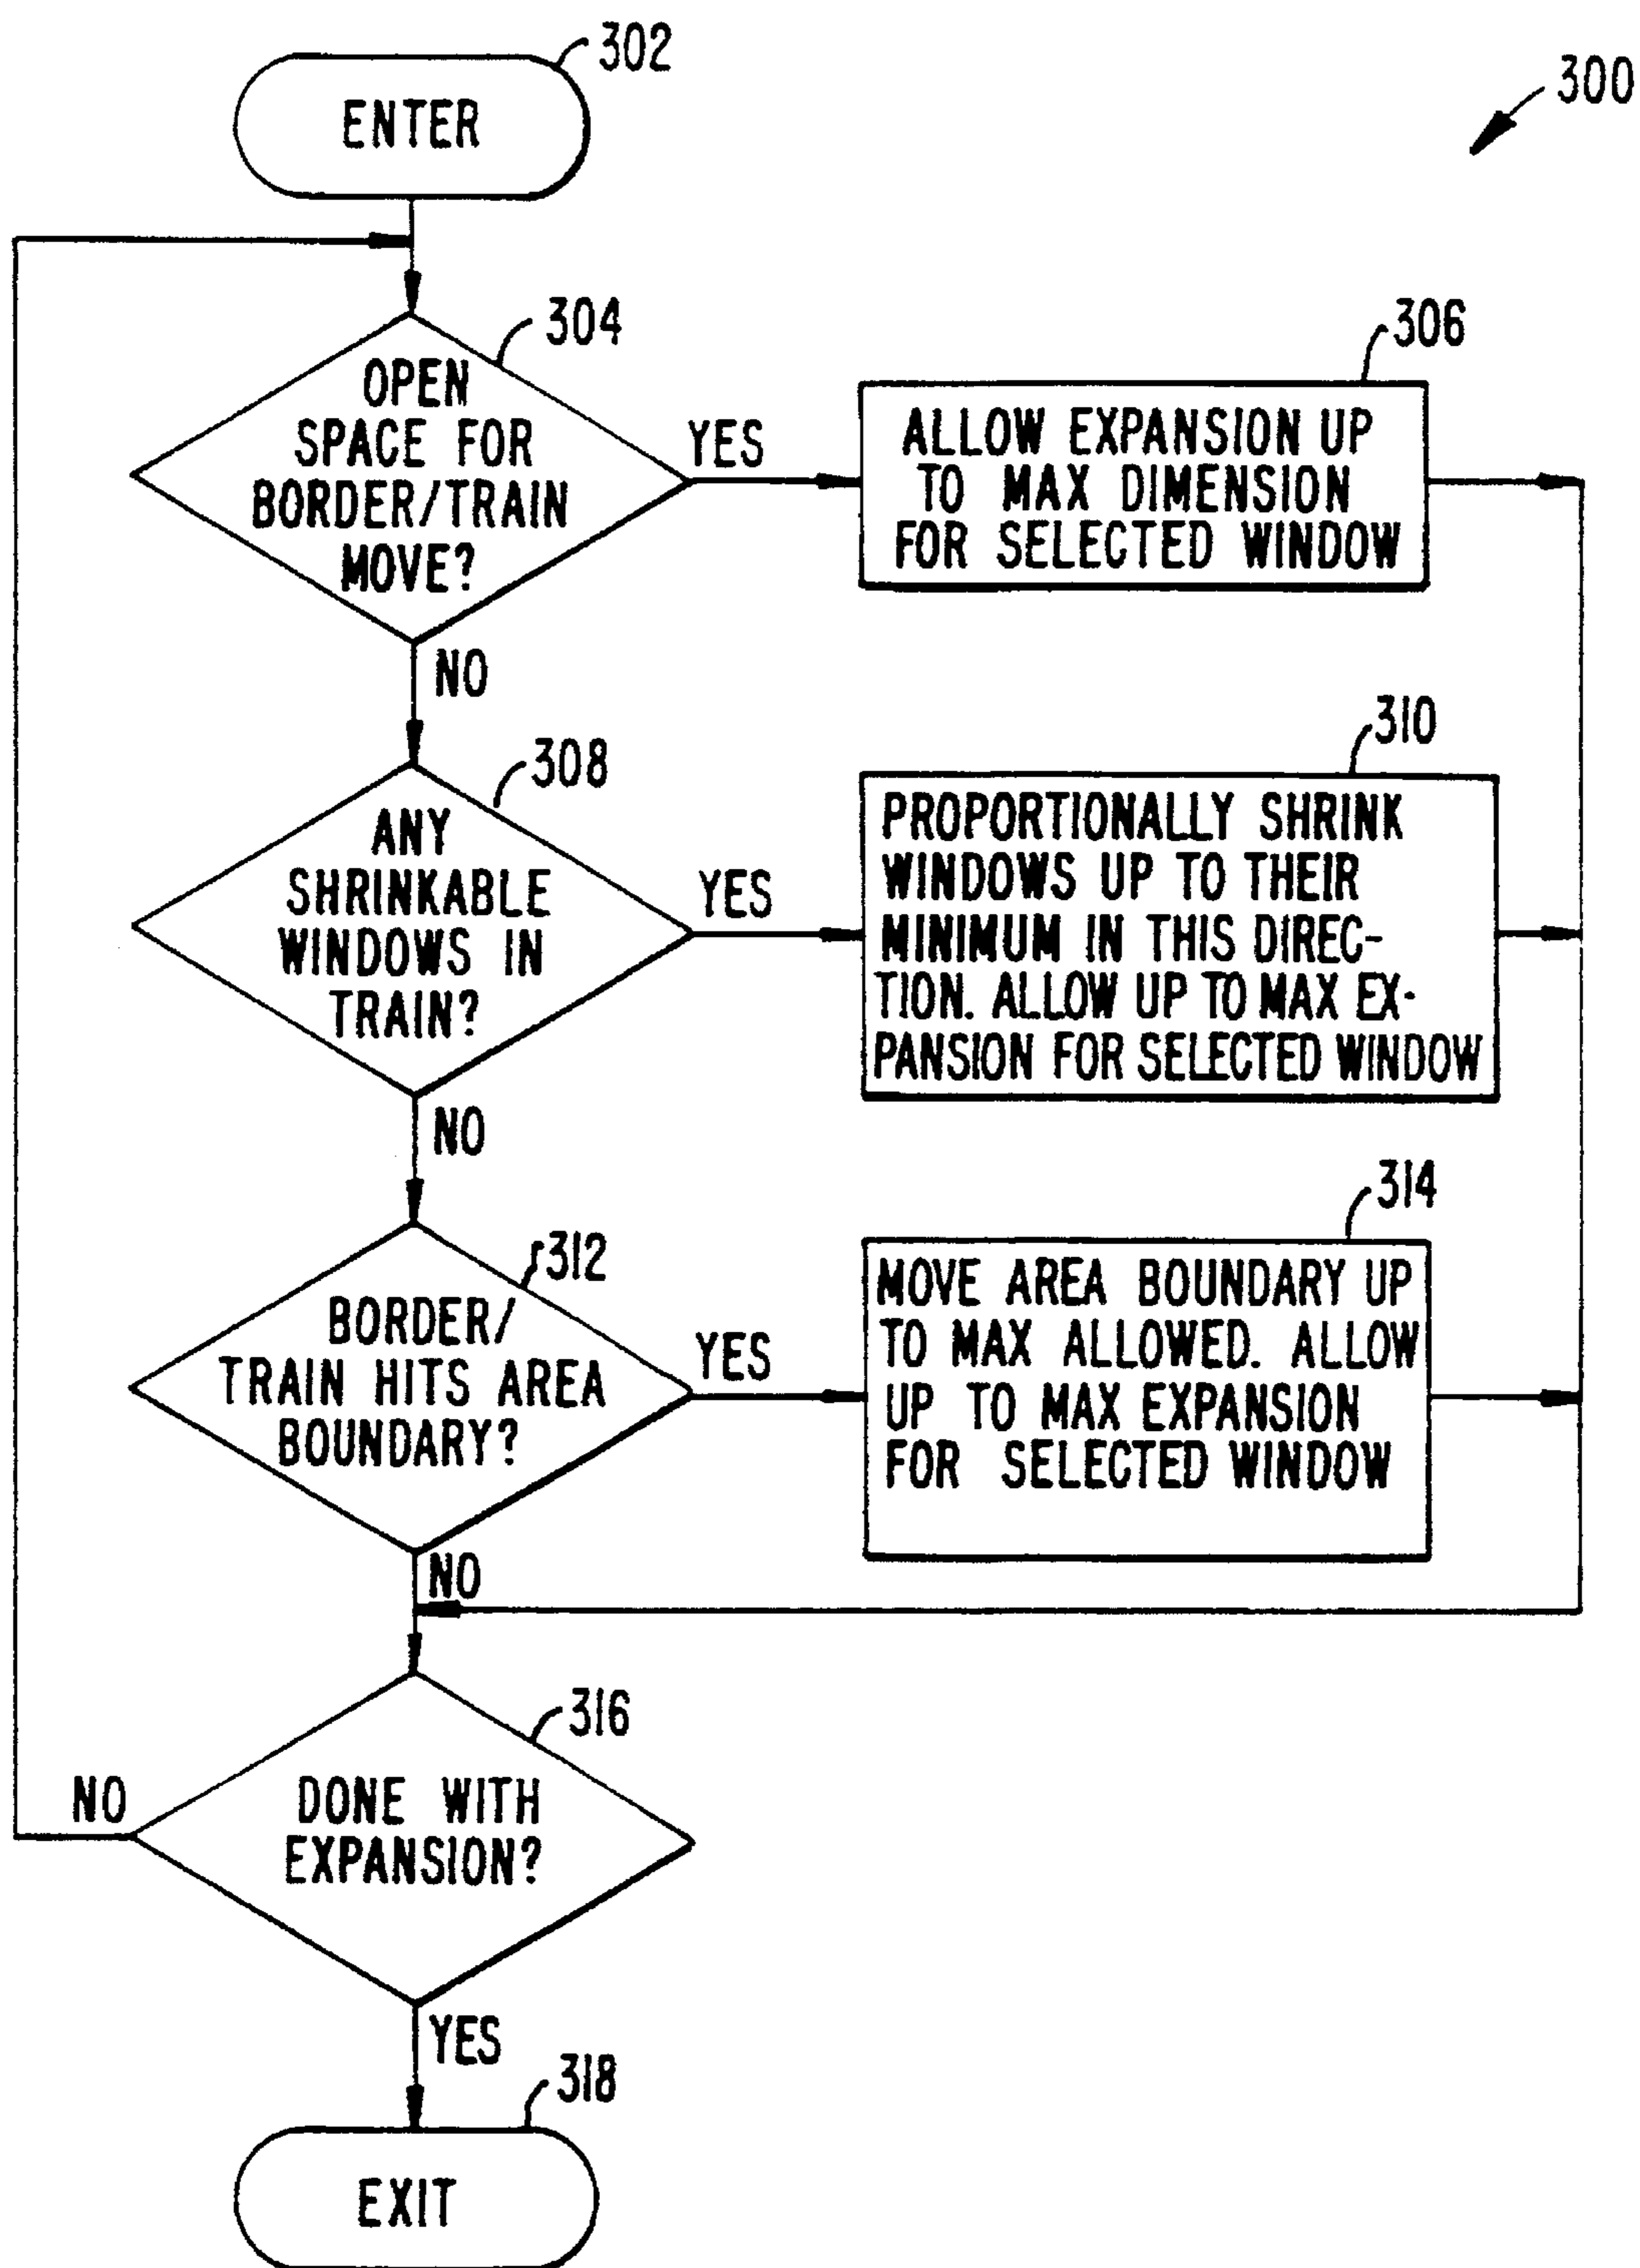 302
ENTER
300
304
OPEN
SPACE FOR
BORDER/TRAIN
MOVE?
YES
NO
306
ALLOW EXPANSION UP
TO MAX DIMENSION
FOR SELECTED WINDOW
308
ANY
SHRINKABLE
WINDOWS IN
TRAIN?
YES
NO
310
PROPORTIONALLY SHRINK
WINDOWS UP TO THEIR
MINIMUM IN THIS DIREC-
TION. ALLOW UP TO MAX EX-
PANSION FOR SELECTED WINDOW
312
BORDER/
TRAIN HITS AREA
BOUNDARY?
YES
NO
314
MOVE AREA BOUNDARY UP
TO MAX ALLOWED. ALLOW
UP TO MAX EXPANSION
FOR SELECTED WINDOW
316
DONE WITH
EXPANSION?
NO
YES
318
EXIT